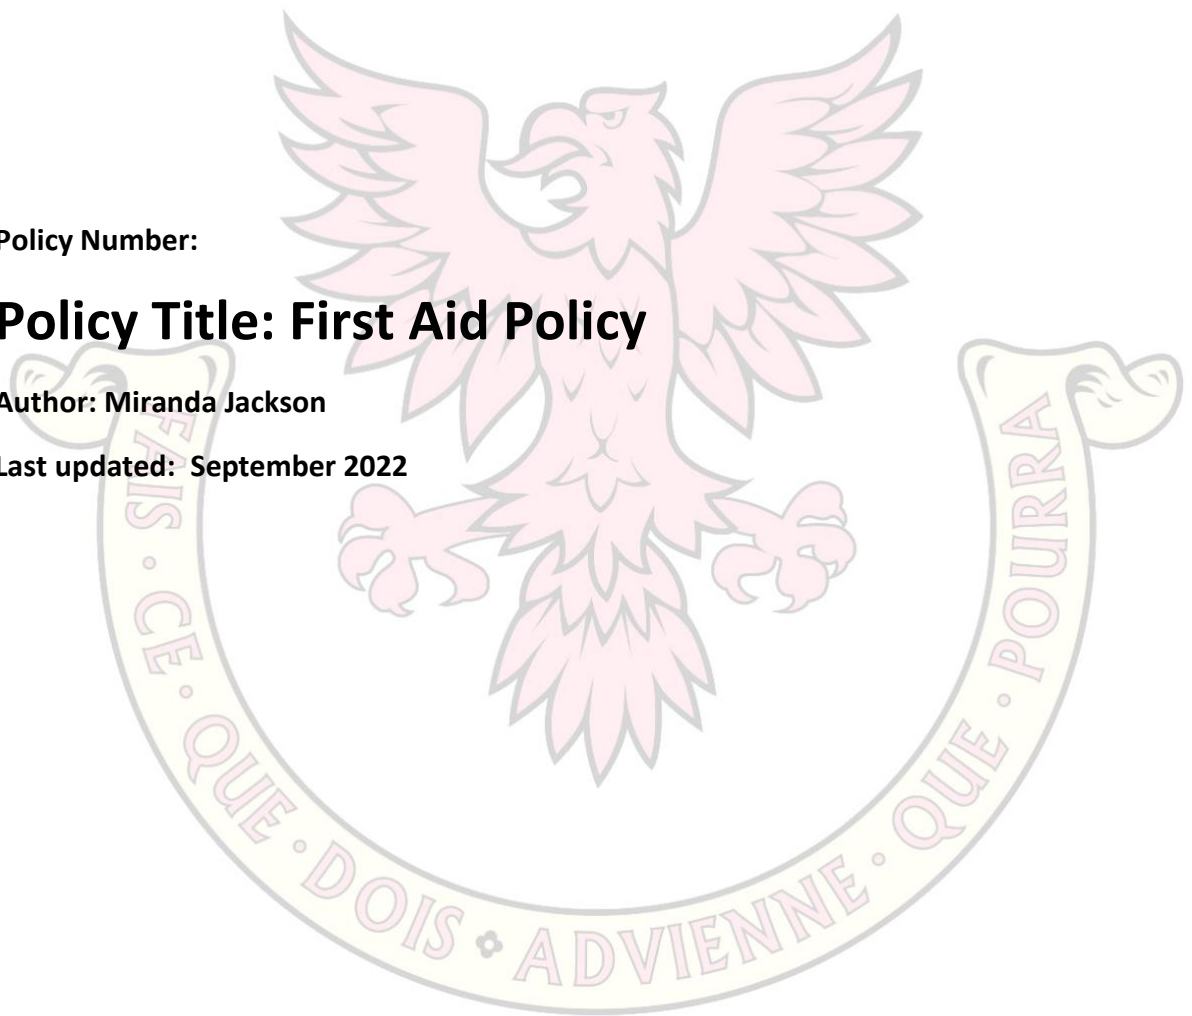 Policy Number:
Policy Title: First Aid Policy
Author: Miranda Jackson
Last updated: September 2022
FAIS · CE · QUE · DOIS · ADVIENNE · QUE · POURRA